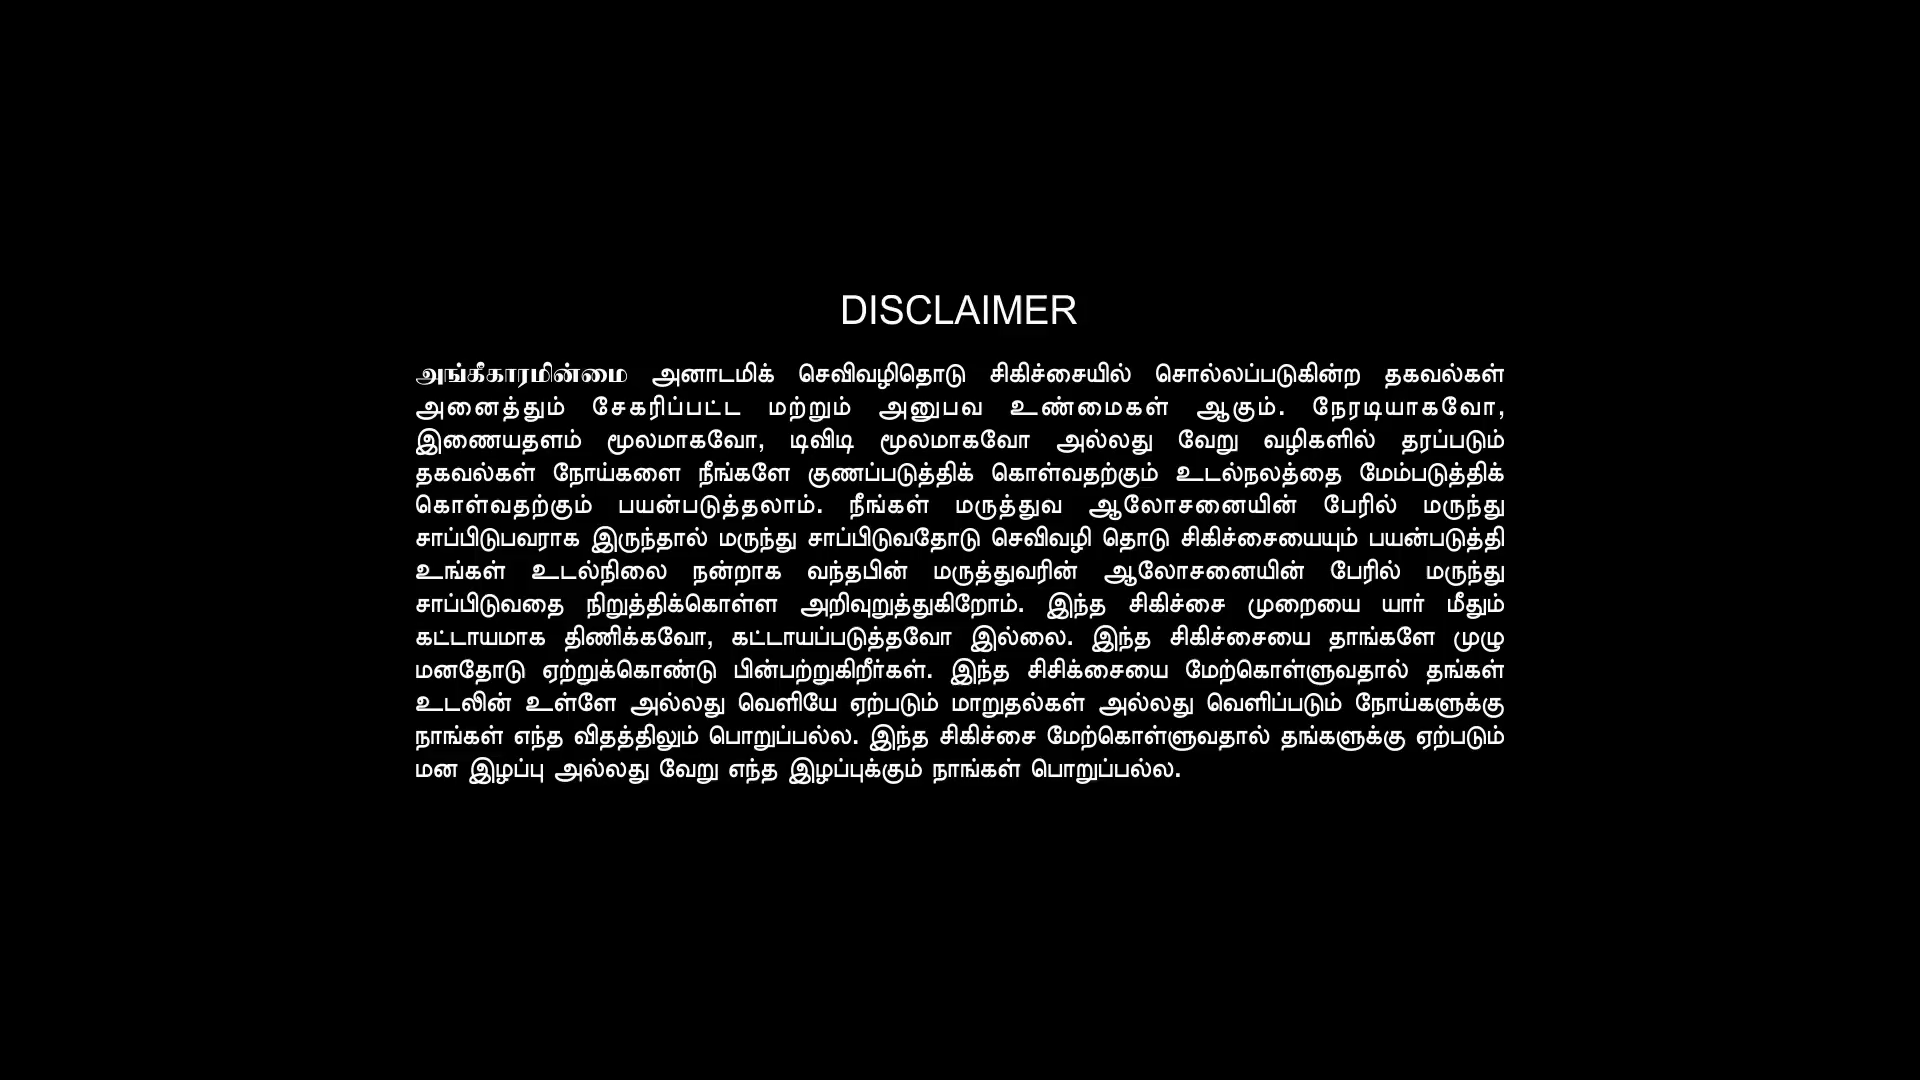 DISCLAIMER
அங்கீகாரமின்மை அனாடமிக் செவிவழிதொடு சிகிச்சையில் சொல்லப்படுகின்ற தகவல்கள்
அனைத்தும் சேகரிப்பட்ட மற்றும் அனுபவ உண்மைகள் ஆகும். நேரடியாகவோ,
இணையதளம் மூலமாகவோ, டிவிடி மூலமாகவோ அல்லது வேறு வழிகளில் தரப்படும்
தகவல்கள் நோய்களை நீங்களே குணப்படுத்திக் கொள்வதற்கும் உடல்நலத்தை மேம்படுத்திக்
கொள்வதற்கும் பயன்படுத்தலாம். நீங்கள் மருத்துவ ஆலோசனையின் பேரில் மருந்து
சாப்பிடுபவராக இருந்தால் மருந்து சாப்பிடுவதோடு செவிவழி தொடு சிகிச்சையையும் பயன்படுத்தி
உங்கள் உடல்நிலை நன்றாக வந்தபின் மருத்துவரின் ஆலோசனையின் பேரில் மருந்து
சாப்பிடுவதை நிறுத்திக்கொள்ள அறிவுறுத்துகிறோம். இந்த சிகிச்சை முறையை யார் மீதும்
கட்டாயமாக திணிக்கவோ, கட்டாயப்படுத்தவோ இல்லை. இந்த சிகிச்சையை தாங்களே முழு
மனதோடு ஏற்றுக்கொண்டு பின்பற்றுகிறீர்கள். இந்த சிசிக்சையை மேற்கொள்ளுவதால் தங்கள்
உடலின் உள்ளே அல்லது வெளியே ஏற்படும் மாறுதல்கள் அல்லது வெளிப்படும் நோய்களுக்கு
நாங்கள் எந்த விதத்திலும் பொறுப்பல்ல. இந்த சிகிச்சை மேற்கொள்ளுவதால் தங்களுக்கு ஏற்படும்
மன இழப்பு அல்லது வேறு எந்த இழப்புக்கும் நாங்கள் பொறுப்பல்ல.